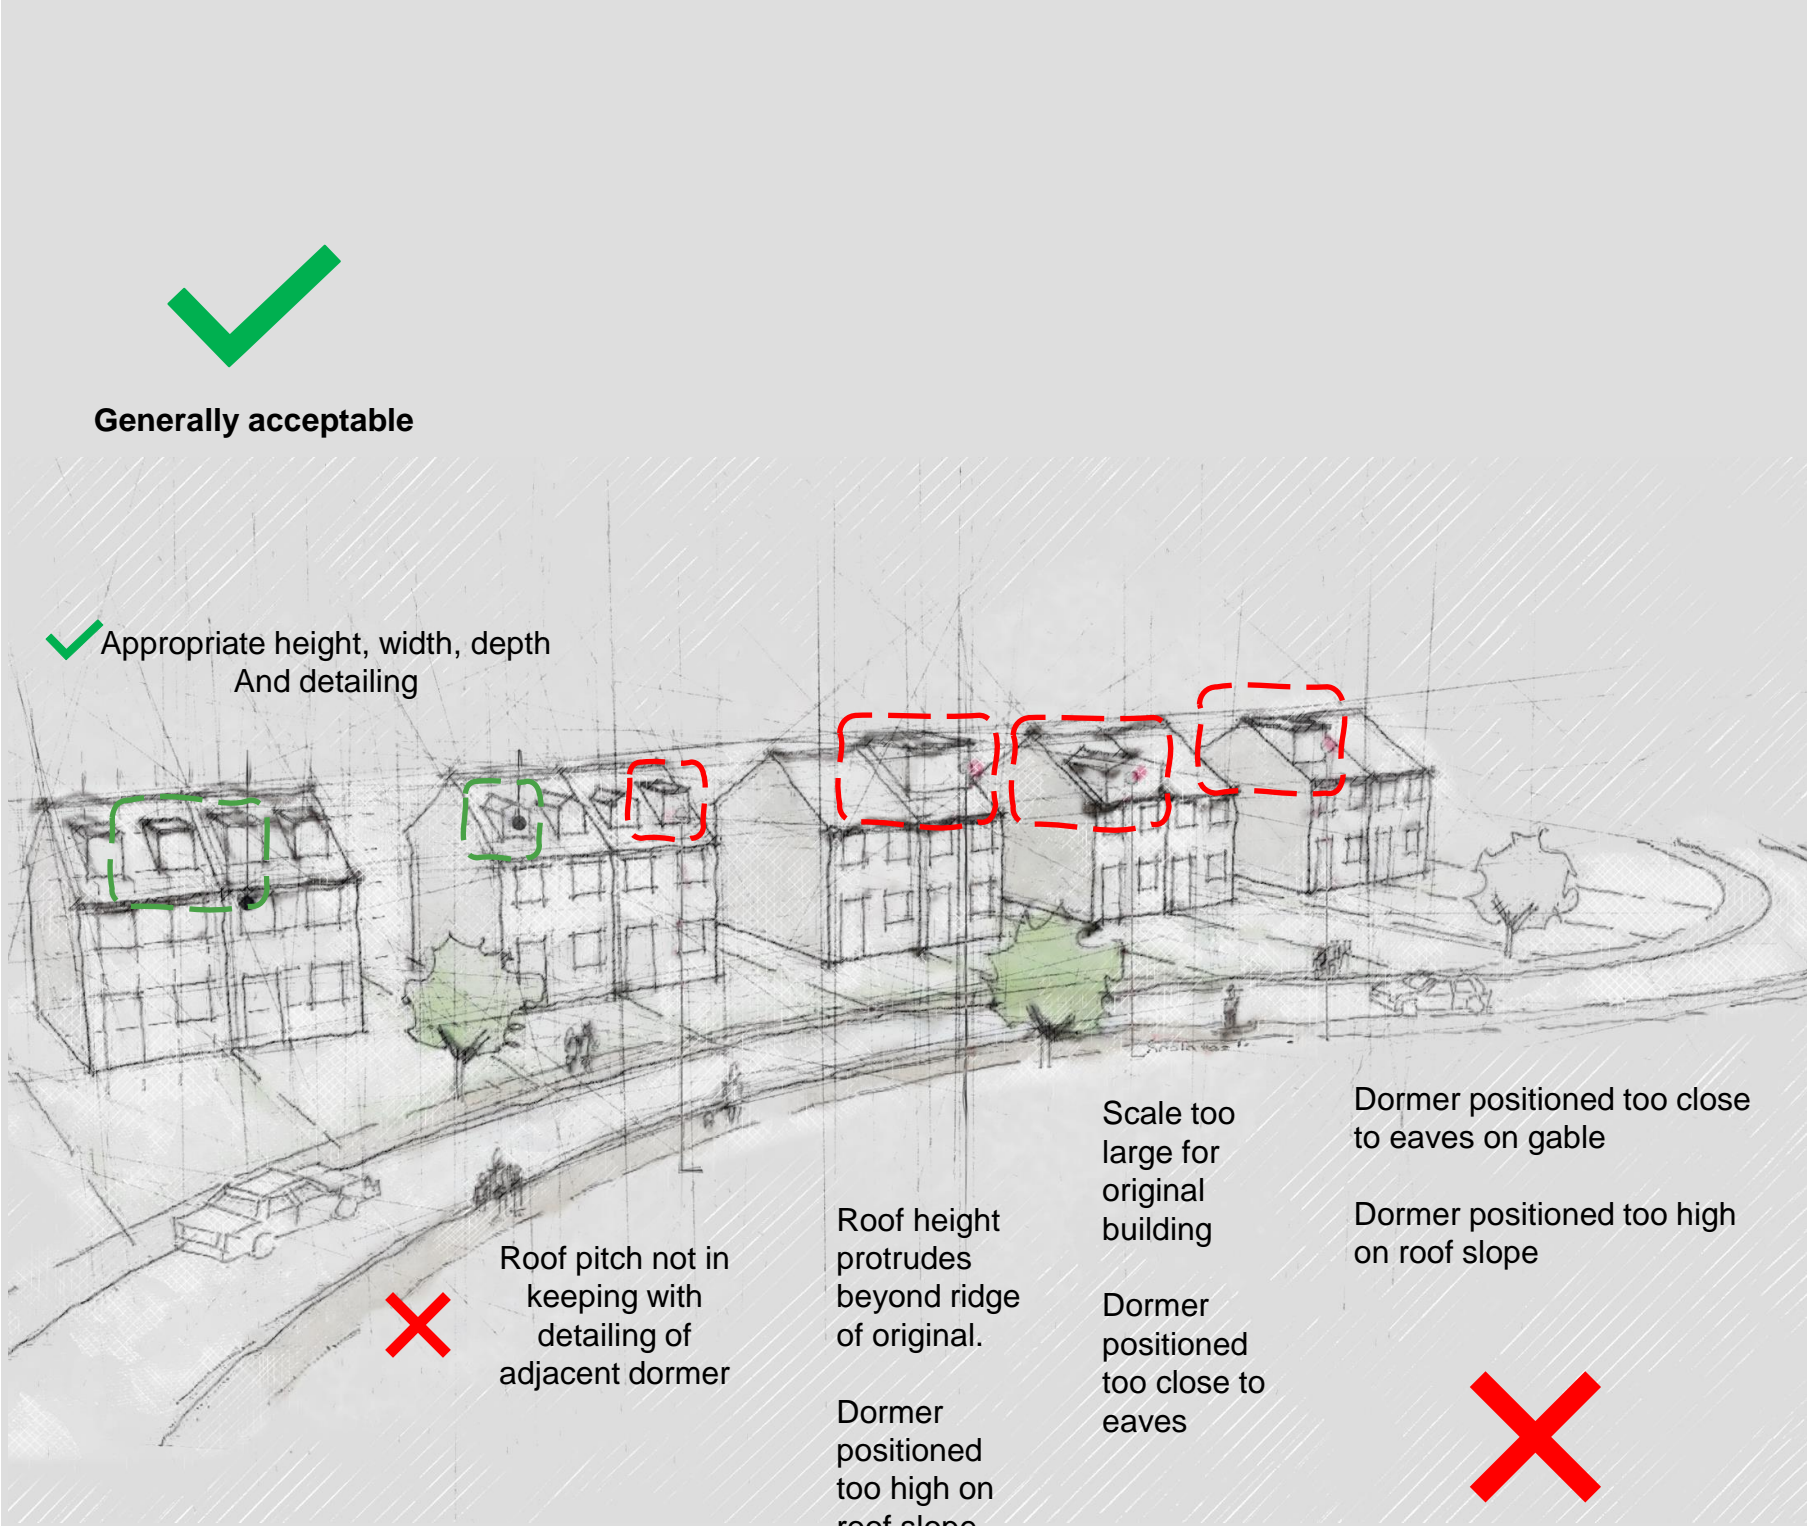 Generally acceptable
Appropriate height, width, depth
And detailing
Roof pitch not in
keeping with
detailing of
adjacent dormer
Roof height
protrudes
beyond ridge
of original.
Dormer
positioned
too high on
roof slope
Scale too
large for
original
building
Dormer
positioned
too close to
eaves
Dormer positioned too close
to eaves on gable
Dormer positioned too high
on roof slope